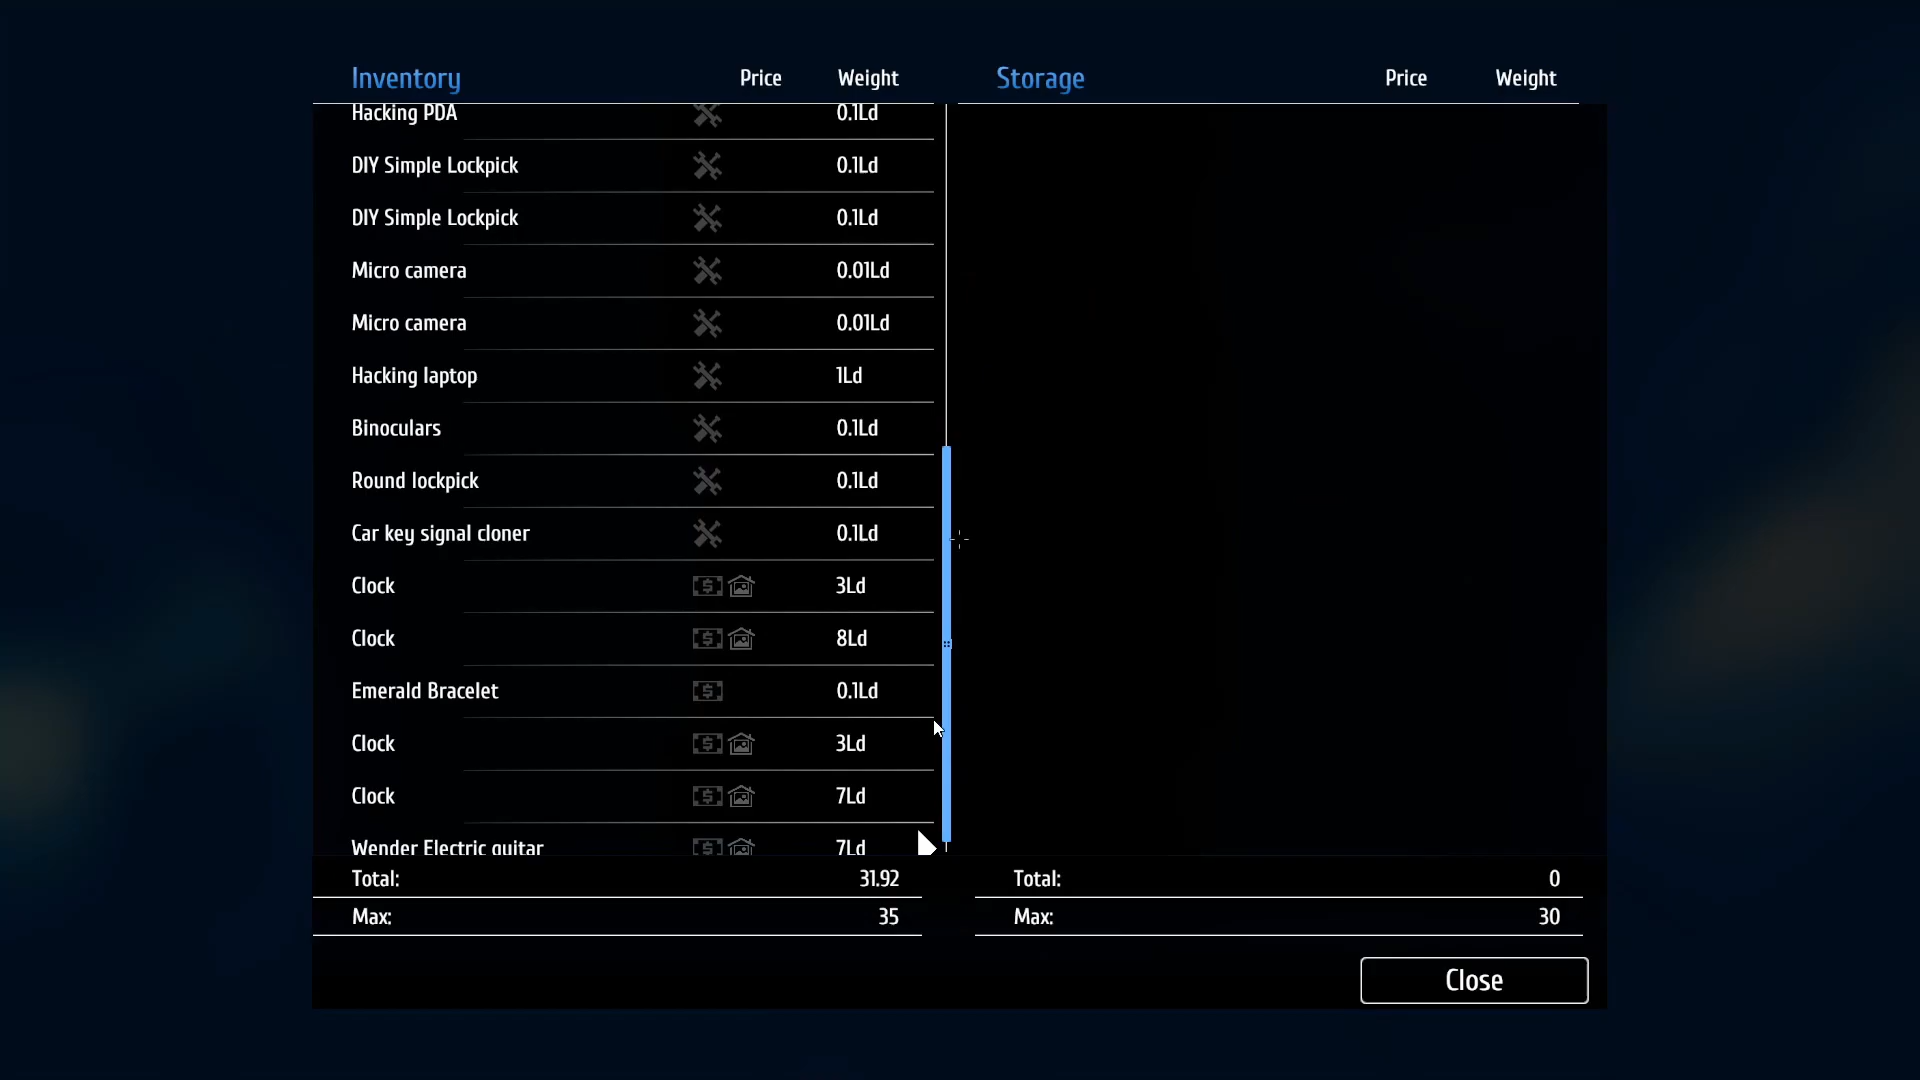 Inventory Price Weight
Storage Price Weight
Hacking PDA 0.1Ld
DIY Simple Lockpick 0.1Ld
DIY Simple Lockpick 0.1Ld
Micro camera 0.01Ld
Micro camera 0.01Ld
Hacking laptop 1Ld
Binoculars 0.1Ld
Round lockpick 0.1Ld
Car key signal cloner 0.1Ld
Clock 3Ld
Clock 8Ld
Emerald Bracelet 0.1Ld
Clock 3Ld
Clock 7Ld
Wender Electric guitar 7Ld
Total: 31.92
Max: 35
Total: 0
Max: 30
Close